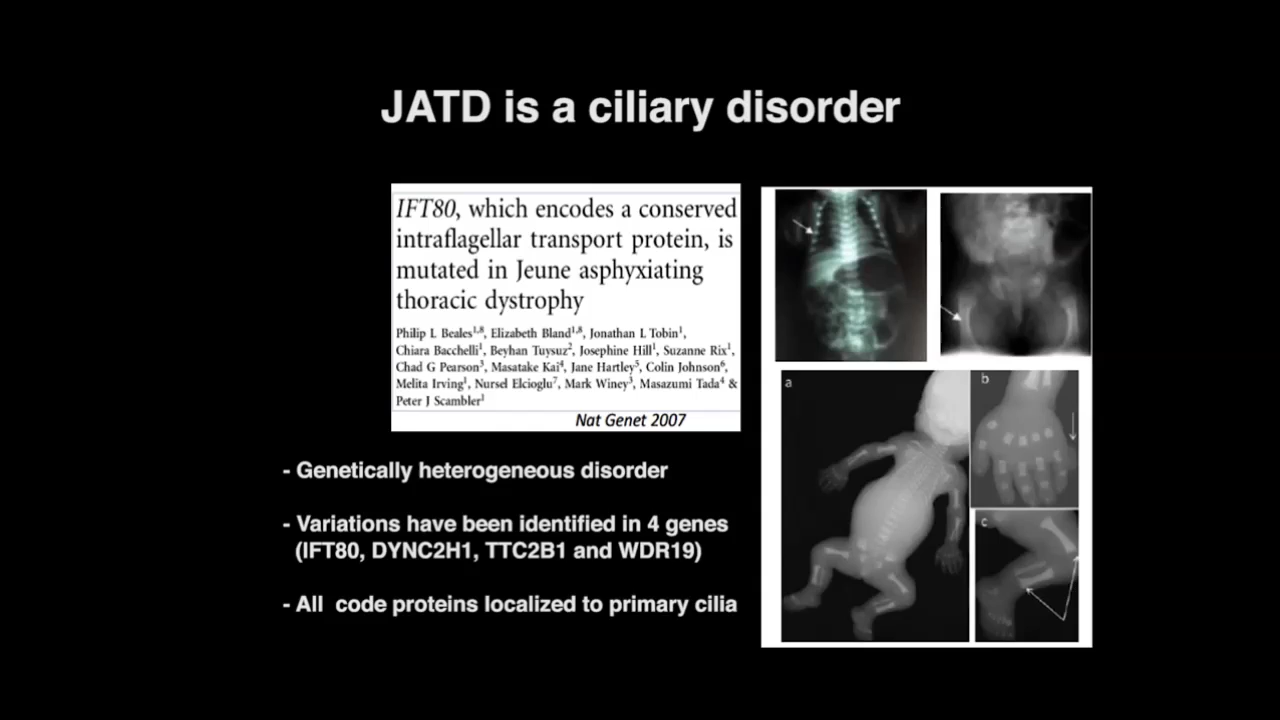 JATD is a ciliary disorder
IFT80, which encodes a conserved
intraflagellar transport protein, is
mutated in Jeune asphyxiating
thoracic dystrophy
Philip L Beales1,8, Elizabeth Bland1,8, Jonathan L Tobin1,
Chiara Bacchelli1, Beyhan Tuysuz2, Josephine Hill1, Suzanne Rix1,
Chad G Pearson3, Masatake Kai4, Jane Hartley5, Colin Johnson6,
Melita Irving1, Nursel Elcioglu7, Mark Winey3, Masazumi Tada4 &
Peter J Scambler1
Nat Genet 2007
- Genetically heterogeneous disorder
- Variations have been identified in 4 genes
(IFT80, DYNC2H1, TTC2B1 and WDR19)
- All code proteins localized to primary cilia
a
b
c